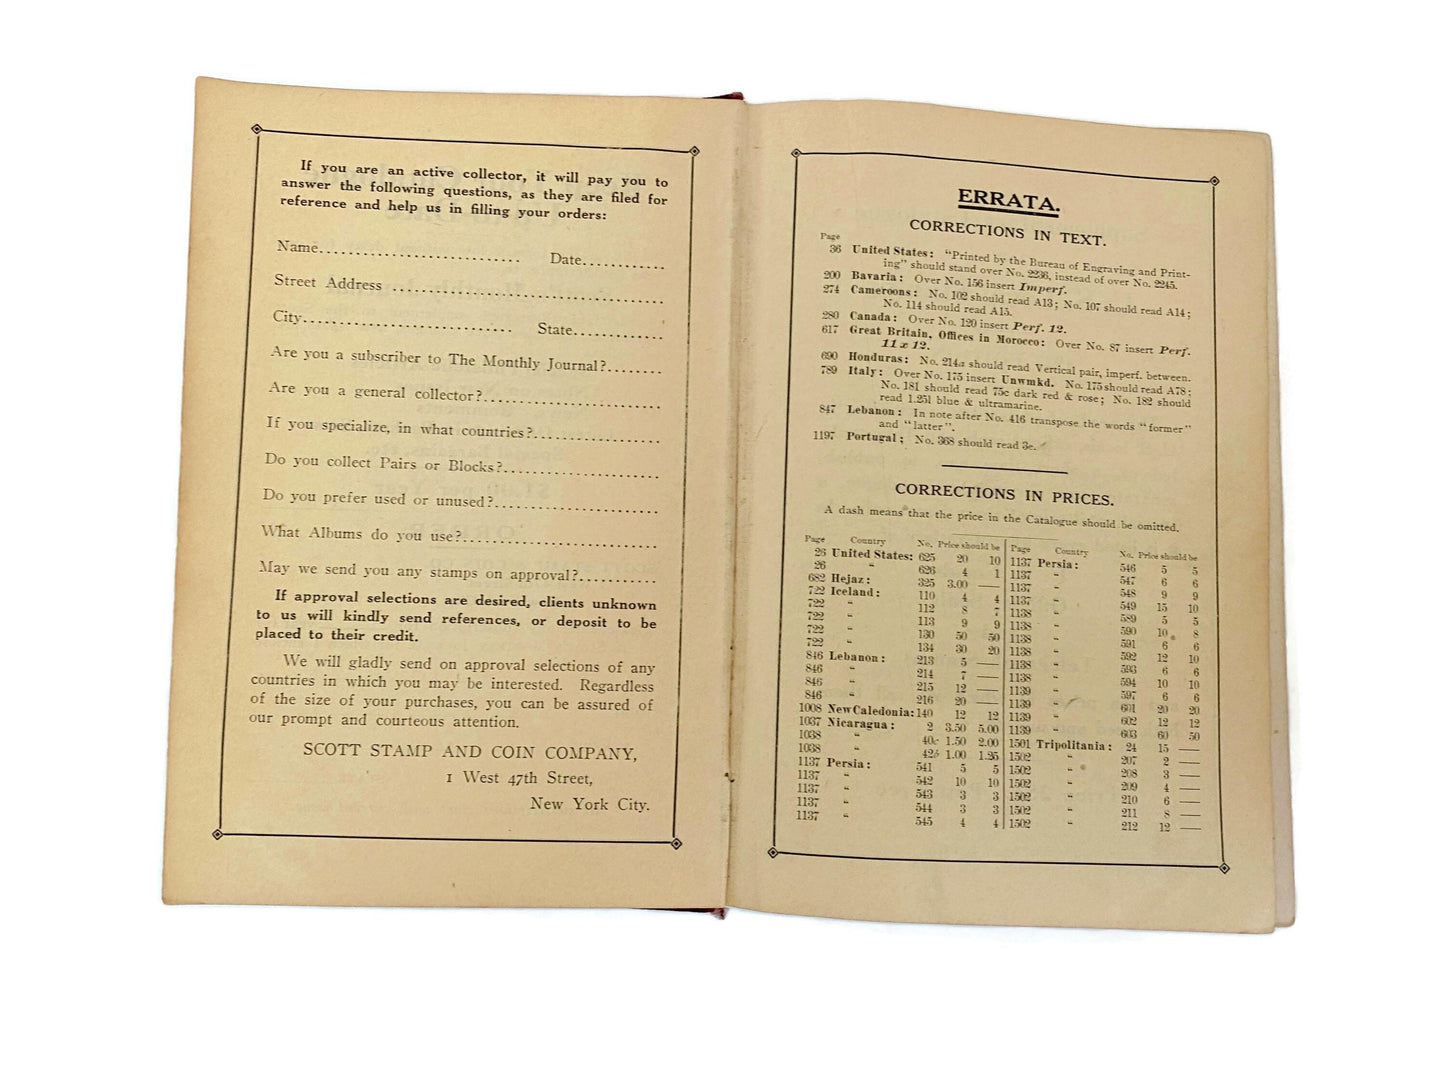 If you are an active collector, it will pay you to
answer the following questions, as they are filed for
reference and help us in filling your orders:
Name.............................. Date............
Street Address ........................................
City............................... State.............
Are you a subscriber to The Monthly Journal?........
Are you a general collector?..........................
If you specialize, in what countries?..................
Do you collect Pairs or Blocks?.......................
Do you prefer used or unused?........................
What Albums do you use?.............................
May we send you any stamps on approval?...........
If approval selections are desired, clients unknown
to us will kindly send references, or deposit to be
placed to their credit.
We will gladly send on approval selections of any
countries in which you may be interested. Regardless
of the size of your purchases, you can be assured of
our prompt and courteous attention.
SCOTT STAMP AND COIN COMPANY,
1 West 47th Street,
New York City.
ERRATA.
CORRECTIONS IN TEXT.
Page
36 United States: "Printed by the Bureau of Engraving and Print-
ing" should stand over No. 2236, instead of over No. 2245.
200 Bavaria: Over No. 156 insert Imperf.
274 Cameroons: No. 102 should read A13; No. 107 should read A14;
No. 114 should read A15.
280 Canada: Over No. 120 insert Perf. 12.
617 Great Britain, Offices in Morocco: Over No. 87 insert Perf.
11 x 12.
690 Honduras: No. 214a should read Vertical pair, imperf. between.
789 Italy: Over No. 175 insert Unwmkd. No. 175 should read A78;
No. 181 should read 75c dark red & rose; No. 182 should
read 1.25l blue & ultramarine.
847 Lebanon: In note after No. 416 transpose the words "former"
and "latter".
1197 Portugal: No. 368 should read 3c.
CORRECTIONS IN PRICES.
A dash means that the price in the Catalogue should be omitted.
Page Country No. Price should be
26 United States: 625 20 10
26 " 626 4 1
682 Hejaz: 325 3.00 —
722 Iceland: 110 4 4
722 " 112 8 7
722 " 113 9 9
722 " 130 50 50
722 " 134 30 20
846 Lebanon: 213 5 —
846 " 214 7 —
846 " 215 12 —
846 " 216 20 —
1008 New Caledonia: 140 12 12
1037 Nicaragua: 2 3.50 5.00
1038 " 40c 1.50 2.00
1038 " 42b 1.00 1.25
1137 Persia: 541 5 5
1137 " 542 10 10
1137 " 543 3 3
1137 " 544 3 3
1137 " 545 4 4
Page Country No. Price should be
1137 Persia: 546 5 5
1137 " 547 6 6
1137 " 548 9 9
1137 " 549 15 10
1138 " 589 5 5
1138 " 590 10 8
1138 " 591 6 6
1138 " 592 12 10
1138 " 593 6 6
1138 " 594 10 10
1139 " 597 6 6
1139 " 601 20 20
1139 " 602 12 12
1139 " 603 60 50
1501 Tripolitania: 24 15 —
1502 " 207 2 —
1502 " 208 3 —
1502 " 209 4 —
1502 " 210 6 —
1502 " 211 8 —
1502 " 212 12 —